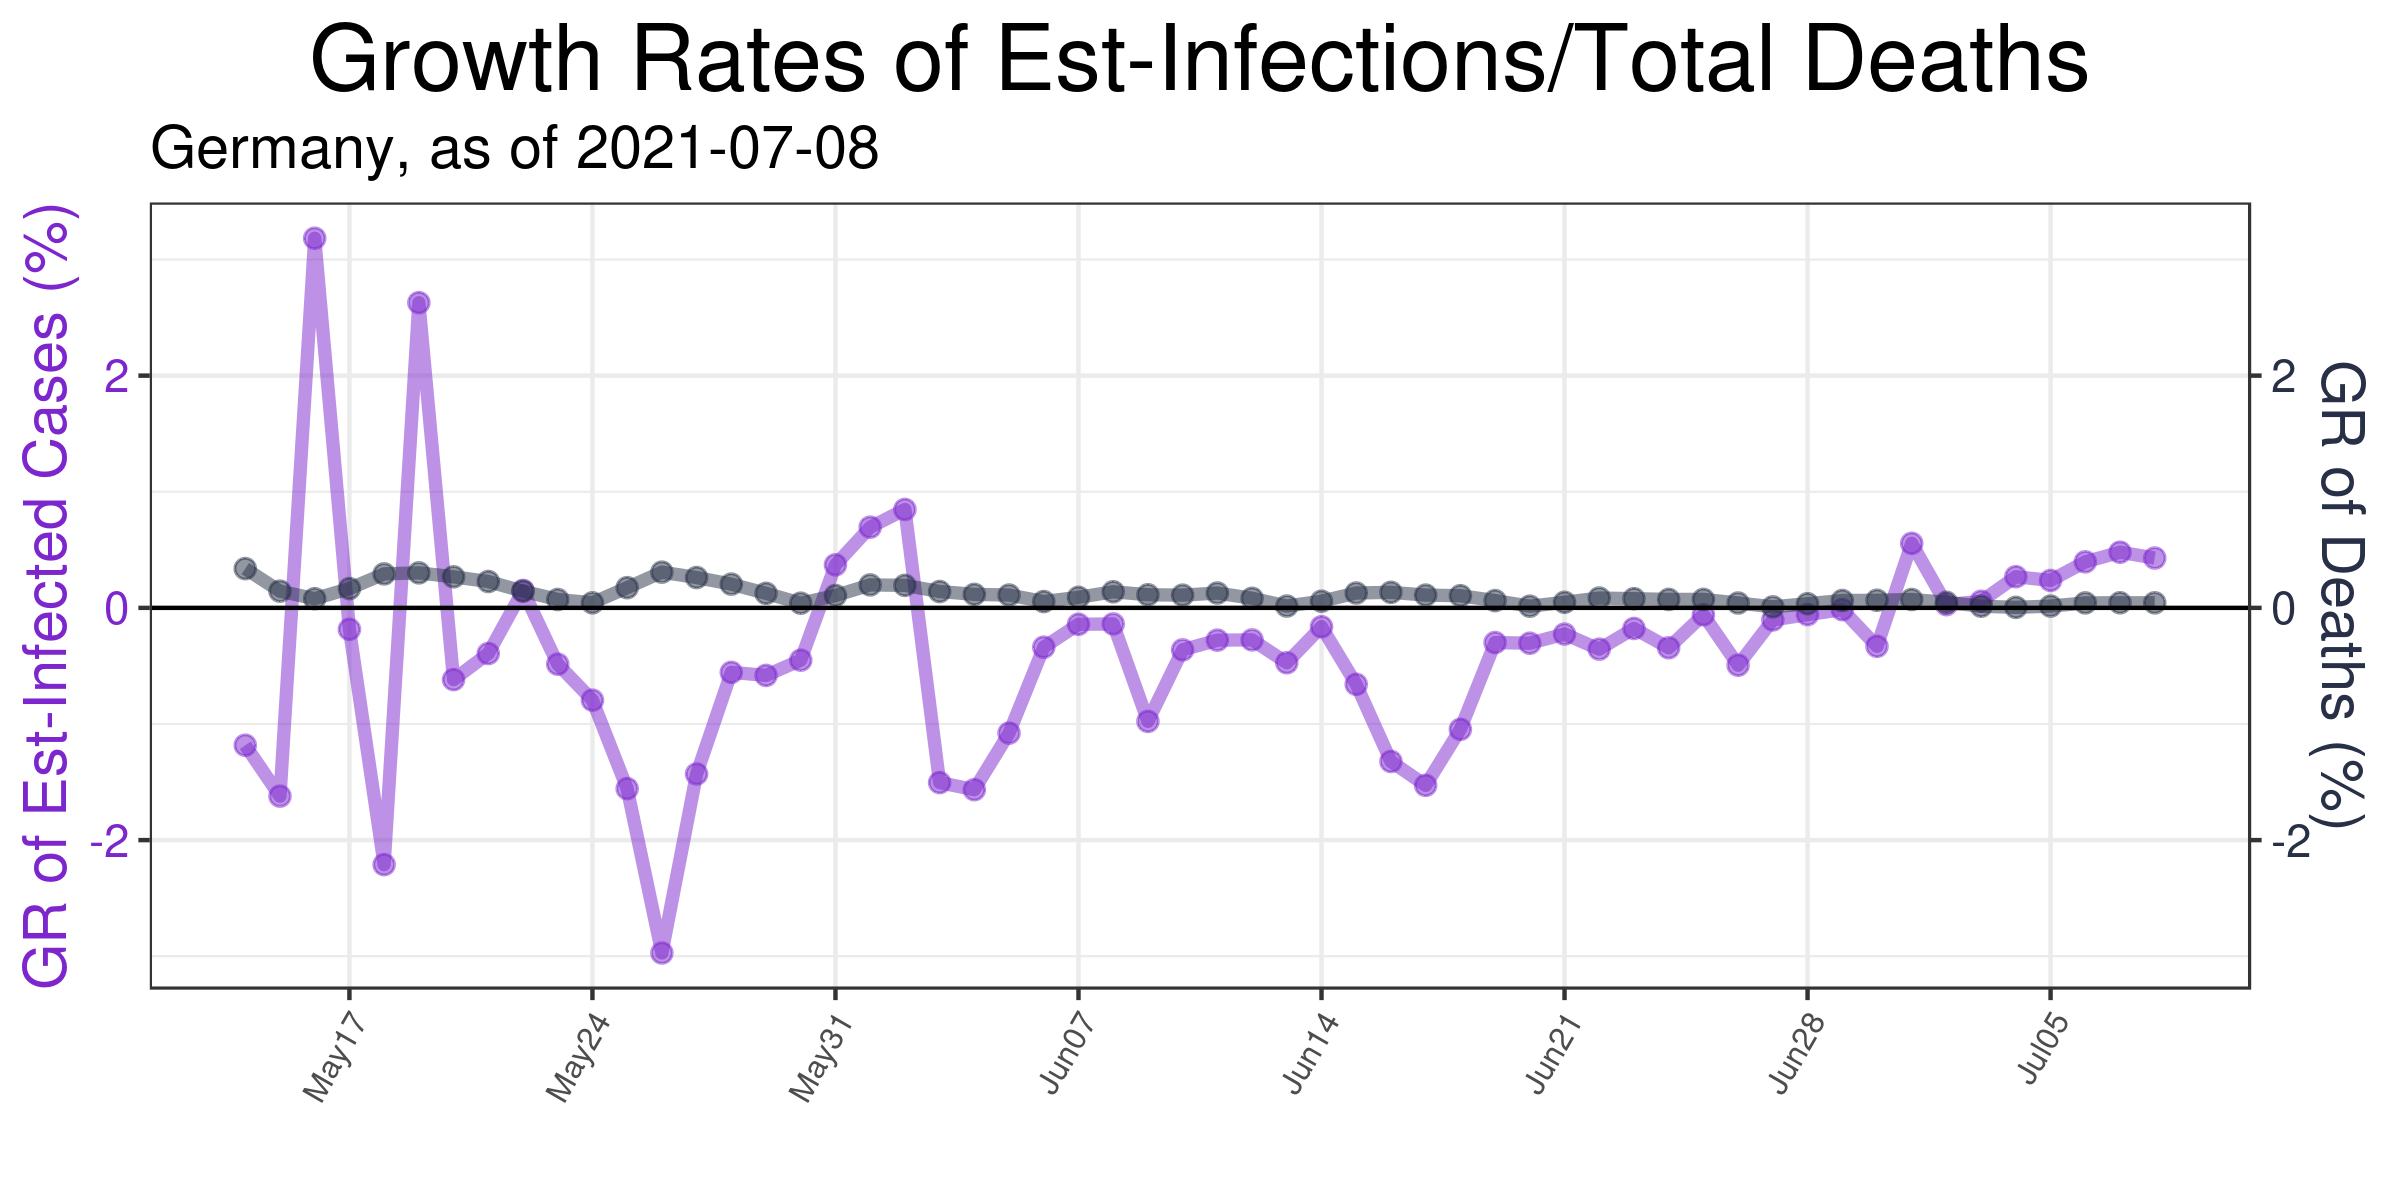 Growth Rates of Est-Infections/Total Deaths
Germany, as of 2021-07-08
GR of Est-Infected Cases (%)
2
0
-2
2
0
-2
GR of Deaths (%)
May17
May24
May31
Jun07
Jun14
Jun21
Jun28
Jul05